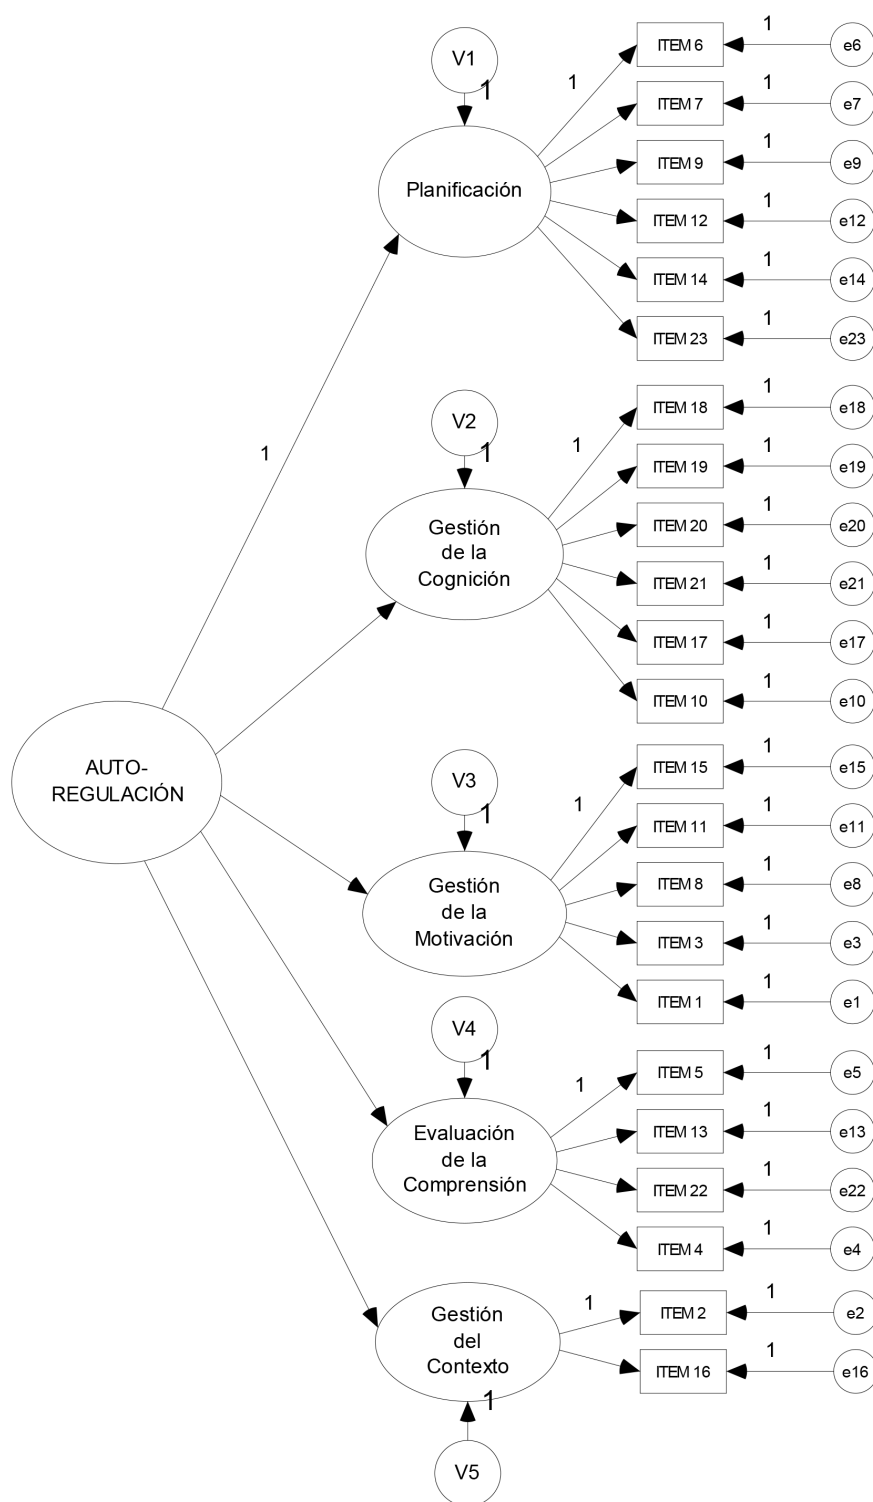 V1
1
Planificación
1
ITEM 6
1
e6
ITEM 7
1
e7
ITEM 9
1
e9
ITEM 12
1
e12
ITEM 14
1
e14
ITEM 23
1
e23
1
V2
1
Gestión
de la
Cognición
1
ITEM 18
1
e18
ITEM 19
1
e19
ITEM 20
1
e20
ITEM 21
1
e21
ITEM 17
1
e17
ITEM 10
1
e10
AUTO-
REGULACIÓN
V3
1
Gestión
de la
Motivación
1
ITEM 15
1
e15
ITEM 11
1
e11
ITEM 8
1
e8
ITEM 3
1
e3
ITEM 1
1
e1
V4
1
Evaluación
de la
Comprensión
1
ITEM 5
1
e5
ITEM 13
1
e13
ITEM 22
1
e22
ITEM 4
1
e4
Gestión
del
Contexto
1
ITEM 2
1
e2
ITEM 16
1
e16
1
V5